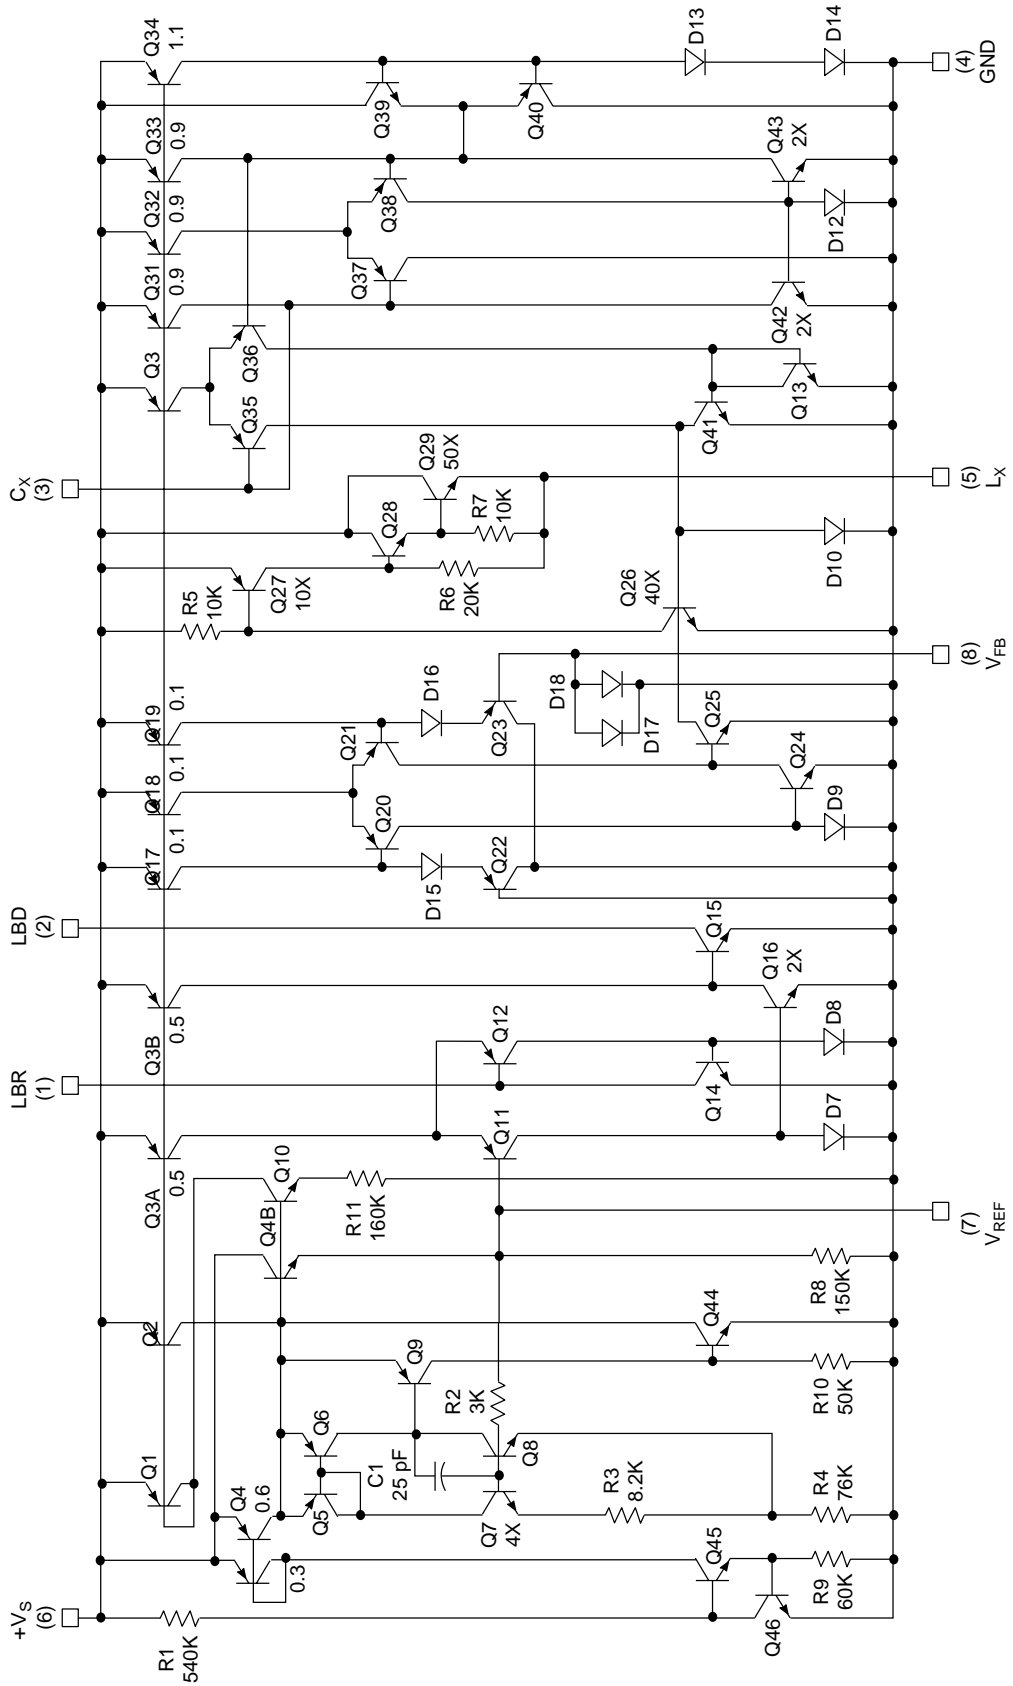 +V_S
(6)
LBR
(1)
LBD
(2)
C_X
(3)
R1
540K
Q1
Q2
Q3A
0.5
Q3B
0.5
Q17
0.1
Q18
0.1
Q19
0.1
Q3
Q31
0.9
Q32
0.9
Q33
0.9
Q34
1.1
Q4
0.6
0.3
R5
10K
Q4B
Q10
Q27
10X
Q35
Q36
Q5
Q6
R11
160K
Q20
Q21
Q28
Q29
50X
Q37
Q38
Q39
C1
25 pF
Q9
R2
3K
D15
D16
R6
20K
R7
10K
Q7
4X
Q8
Q11
Q12
Q22
Q23
Q40
R3
8.2K
D18
D17
Q26
40X
D13
Q45
Q44
Q14
Q15
Q25
Q41
Q46
Q16
2X
Q24
Q13
Q42
2X
Q43
2X
R9
60K
R4
76K
R10
50K
R8
150K
D7
D8
D9
D10
D12
D14
(7)
V_REF
(8)
V_FB
(5)
L_X
(4)
GND